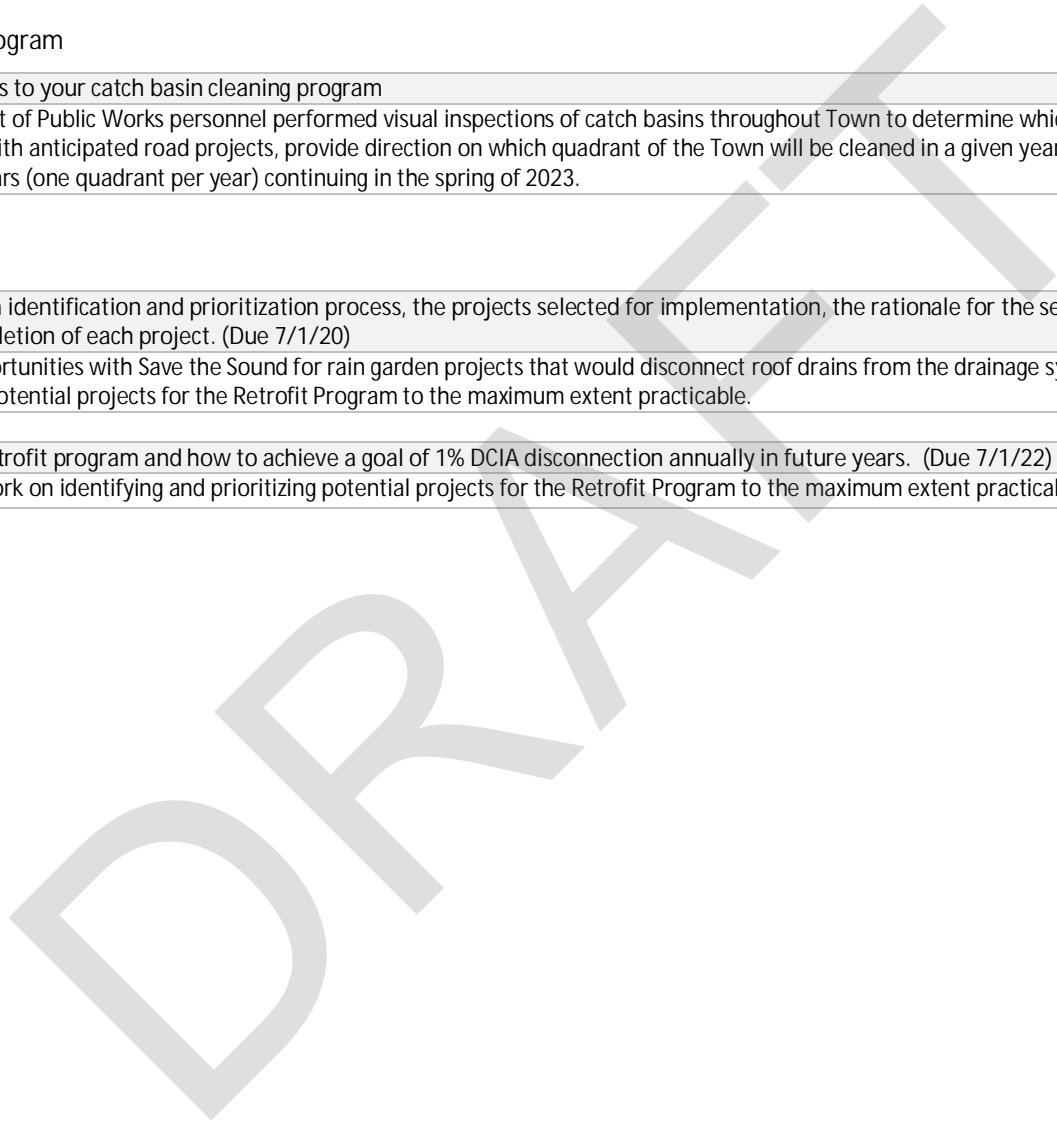 ogram
s to your catch basin cleaning program
t of Public Works personnel performed visual inspections of catch basins throughout Town to determine whic
ith anticipated road projects, provide direction on which quadrant of the Town will be cleaned in a given year
ars (one quadrant per year) continuing in the spring of 2023.
n identification and prioritization process, the projects selected for implementation, the rationale for the se
letion of each project. (Due 7/1/20)
ortunities with Save the Sound for rain garden projects that would disconnect roof drains from the drainage sy
otential projects for the Retrofit Program to the maximum extent practicable.
trofit program and how to achieve a goal of 1% DCIA disconnection annually in future years. (Due 7/1/22)
ork on identifying and prioritizing potential projects for the Retrofit Program to the maximum extent practical
DRAFT